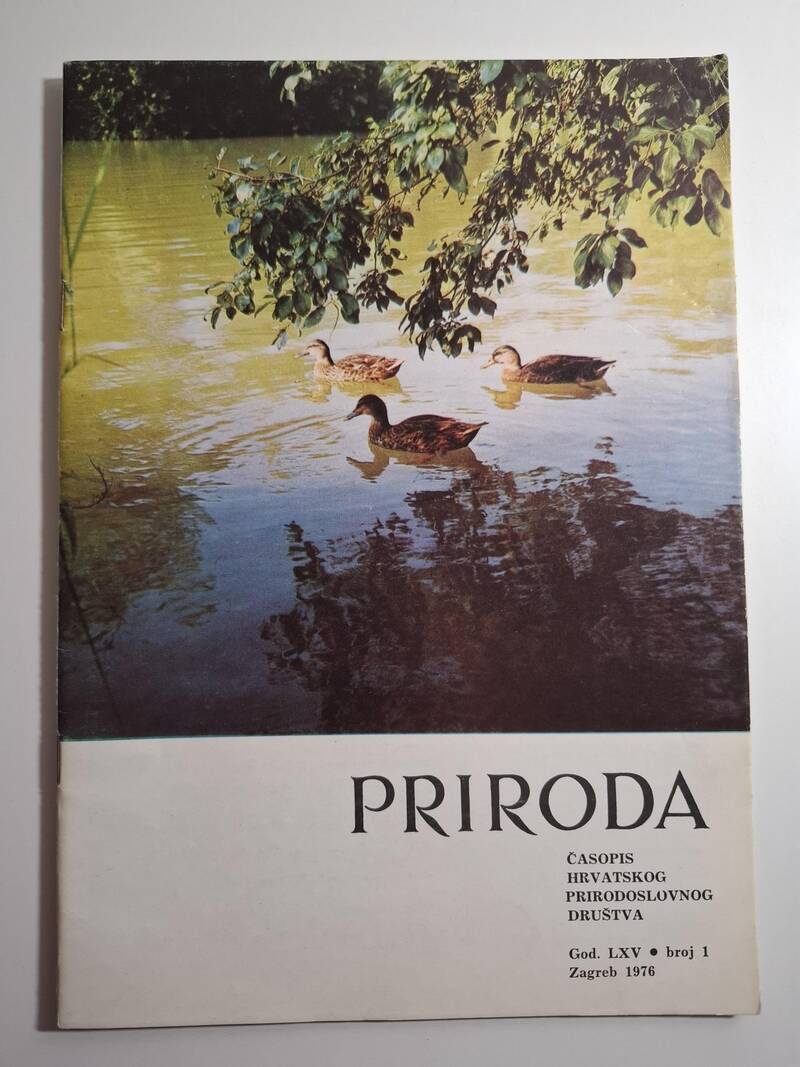 PRIRODA
ČASOPIS
HRVATSKOG
PRIRODOSLOVNOG
DRUŠTVA
God. LXV • broj 1
Zagreb 1976